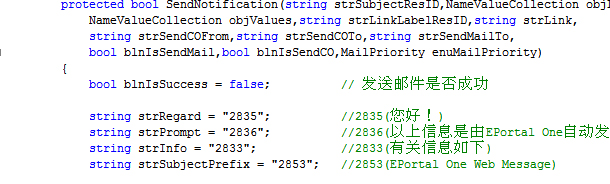 protected bool SendNotification(string strSubjectResID,NameValueCollection obj
NameValueCollection objValues,string strLinkLabelResID,string strLink,
string strSendCOFrom,string strSendCOTo,string strSendMailTo,
bool blnIsSendMail,bool blnIsSendCO,MailPriority enuMailPriority)
{
bool blnIsSuccess = false; // 发送邮件是否成功
string strRegard = "2835"; //2835(您好！)
string strPrompt = "2836"; //2836(以上信息是由EPortal One自动发
string strInfo = "2833"; //2833(有关信息如下)
string strSubjectPrefix = "2853"; //2853(EPortal One Web Message)